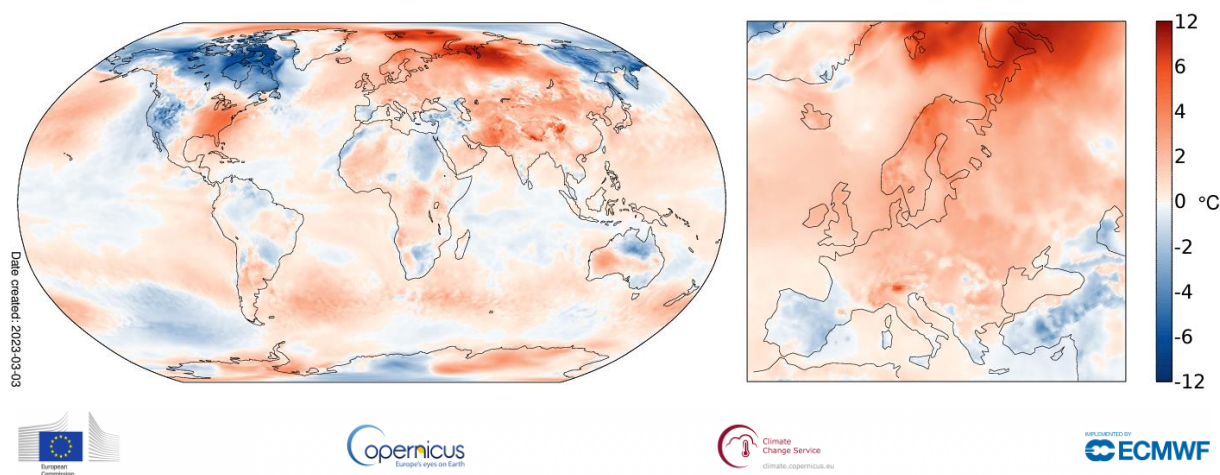 Date created: 2023-03-03
12
6
4
2
0
-2
-4
-6
-12
°C
European
Commission
opernicus
Europe's eyes on Earth
Climate
Change Service
climate.copernicus.eu
IMPLEMENTED BY
ECMWF